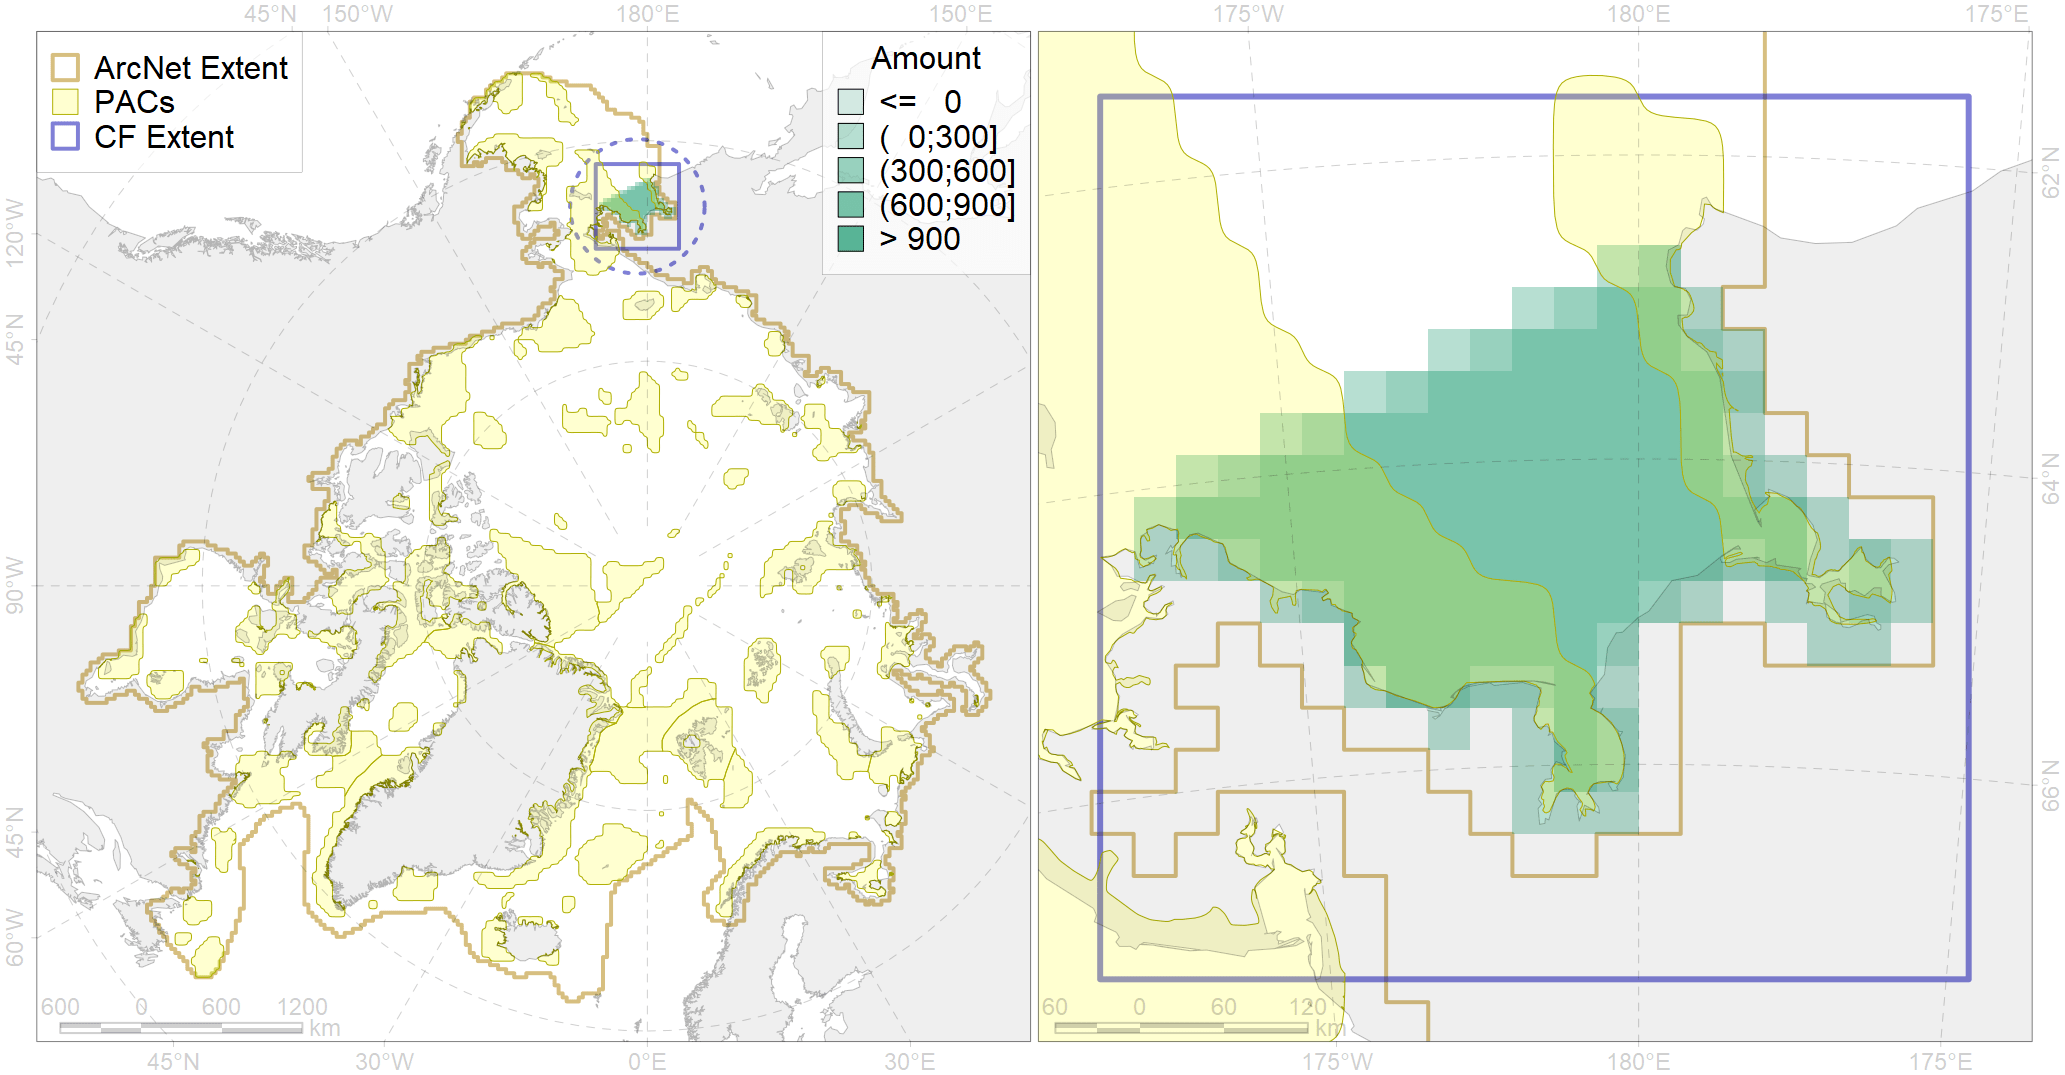 45°N 150°W 180°E 150°E 175°W 180°E 175°E
ArcNet Extent
PACs
CF Extent
Amount
<= 0
( 0;300]
(300;600]
(600;900]
> 900
120°W
45°N
90°W
45°N
60°W
62°N
64°N
66°N
600 0 600 1200
km
60 0 60 120
km
45°N 30°W 0°E 30°E 175°W 180°E 175°E